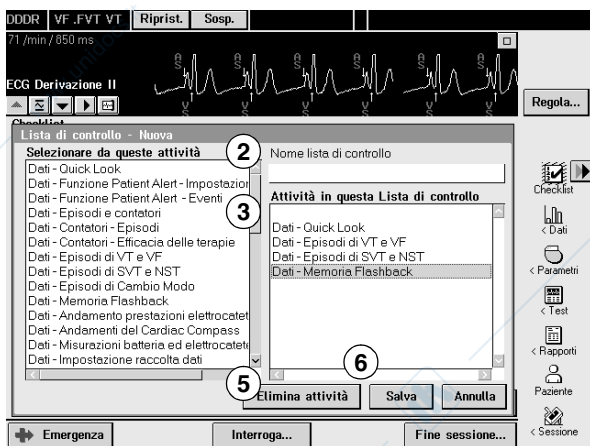 DDDR VF .FVT VT Riprist. Sosp.
71 /min / 850 ms
ECG Derivazione II
Regola...
Checklist
Lista di controllo - Nuova
Selezionare da queste attività
2
Nome lista di controllo
Dati - Quick Look
Dati - Funzione Patient Alert - Impostazion
Dati - Funzione Patient Alert - Eventi
Dati - Episodi e contatori
Dati - Contatori - Episodi
Dati - Contatori - Efficacia delle terapie
Dati - Episodi di VT e VF
Dati - Episodi di SVT e NST
Dati - Episodi di Cambio Modo
Dati - Memoria Flashback
Dati - Andamento prestazioni elettrocatet
Dati - Andamenti del Cardiac Compass
Dati - Misurazioni batteria ed elettrocatete
Dati - Impostazione raccolta dati
3
Attività in questa Lista di controllo
Dati - Quick Look
Dati - Episodi di VT e VF
Dati - Episodi di SVT e NST
Dati - Memoria Flashback
6
5
Elimina attività Salva Annulla
Checklist
< Dati
< Parametri
< Test
< Rapporti
Paziente
< Sessione
Emergenza Interroga... Fine sessione...